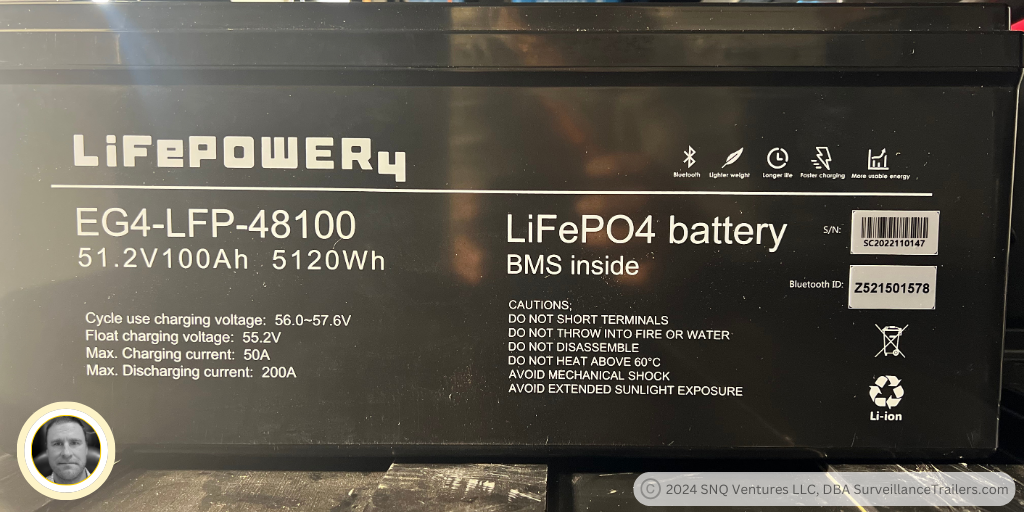 LiFePOWER4
Bluetooth
Lighter weight
Longer life
Faster charging
More usable energy
EG4-LFP-48100
51.2V100Ah 5120Wh
Cycle use charging voltage: 56.0~57.6V
Float charging voltage: 55.2V
Max. Charging current: 50A
Max. Discharging current: 200A
LiFePO4 battery
BMS inside
CAUTIONS;
DO NOT SHORT TERMINALS
DO NOT THROW INTO FIRE OR WATER
DO NOT DISASSEMBLE
DO NOT HEAT ABOVE 60°C
AVOID MECHANICAL SHOCK
AVOID EXTENDED SUNLIGHT EXPOSURE
S/N:
SC2022110147
Bluetooth ID:
Z521501578
Li-ion
© 2024 SNQ Ventures LLC, DBA SurveillanceTrailers.com